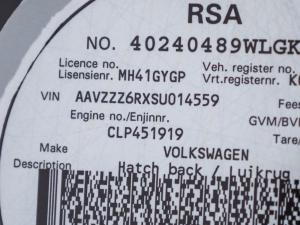 RSA
NO. 40240489WLGK
Licence no.
Lisensienr. MH41GYGP
Veh. register no.
Vrt.registernr.
VIN AAVZZZ6RXSU014559
Fees
Engine no./Enjinnr.
GVM/BV
CLP451919
Tare/
Make VOLKSWAGEN
Description Hatch back / Luikrug